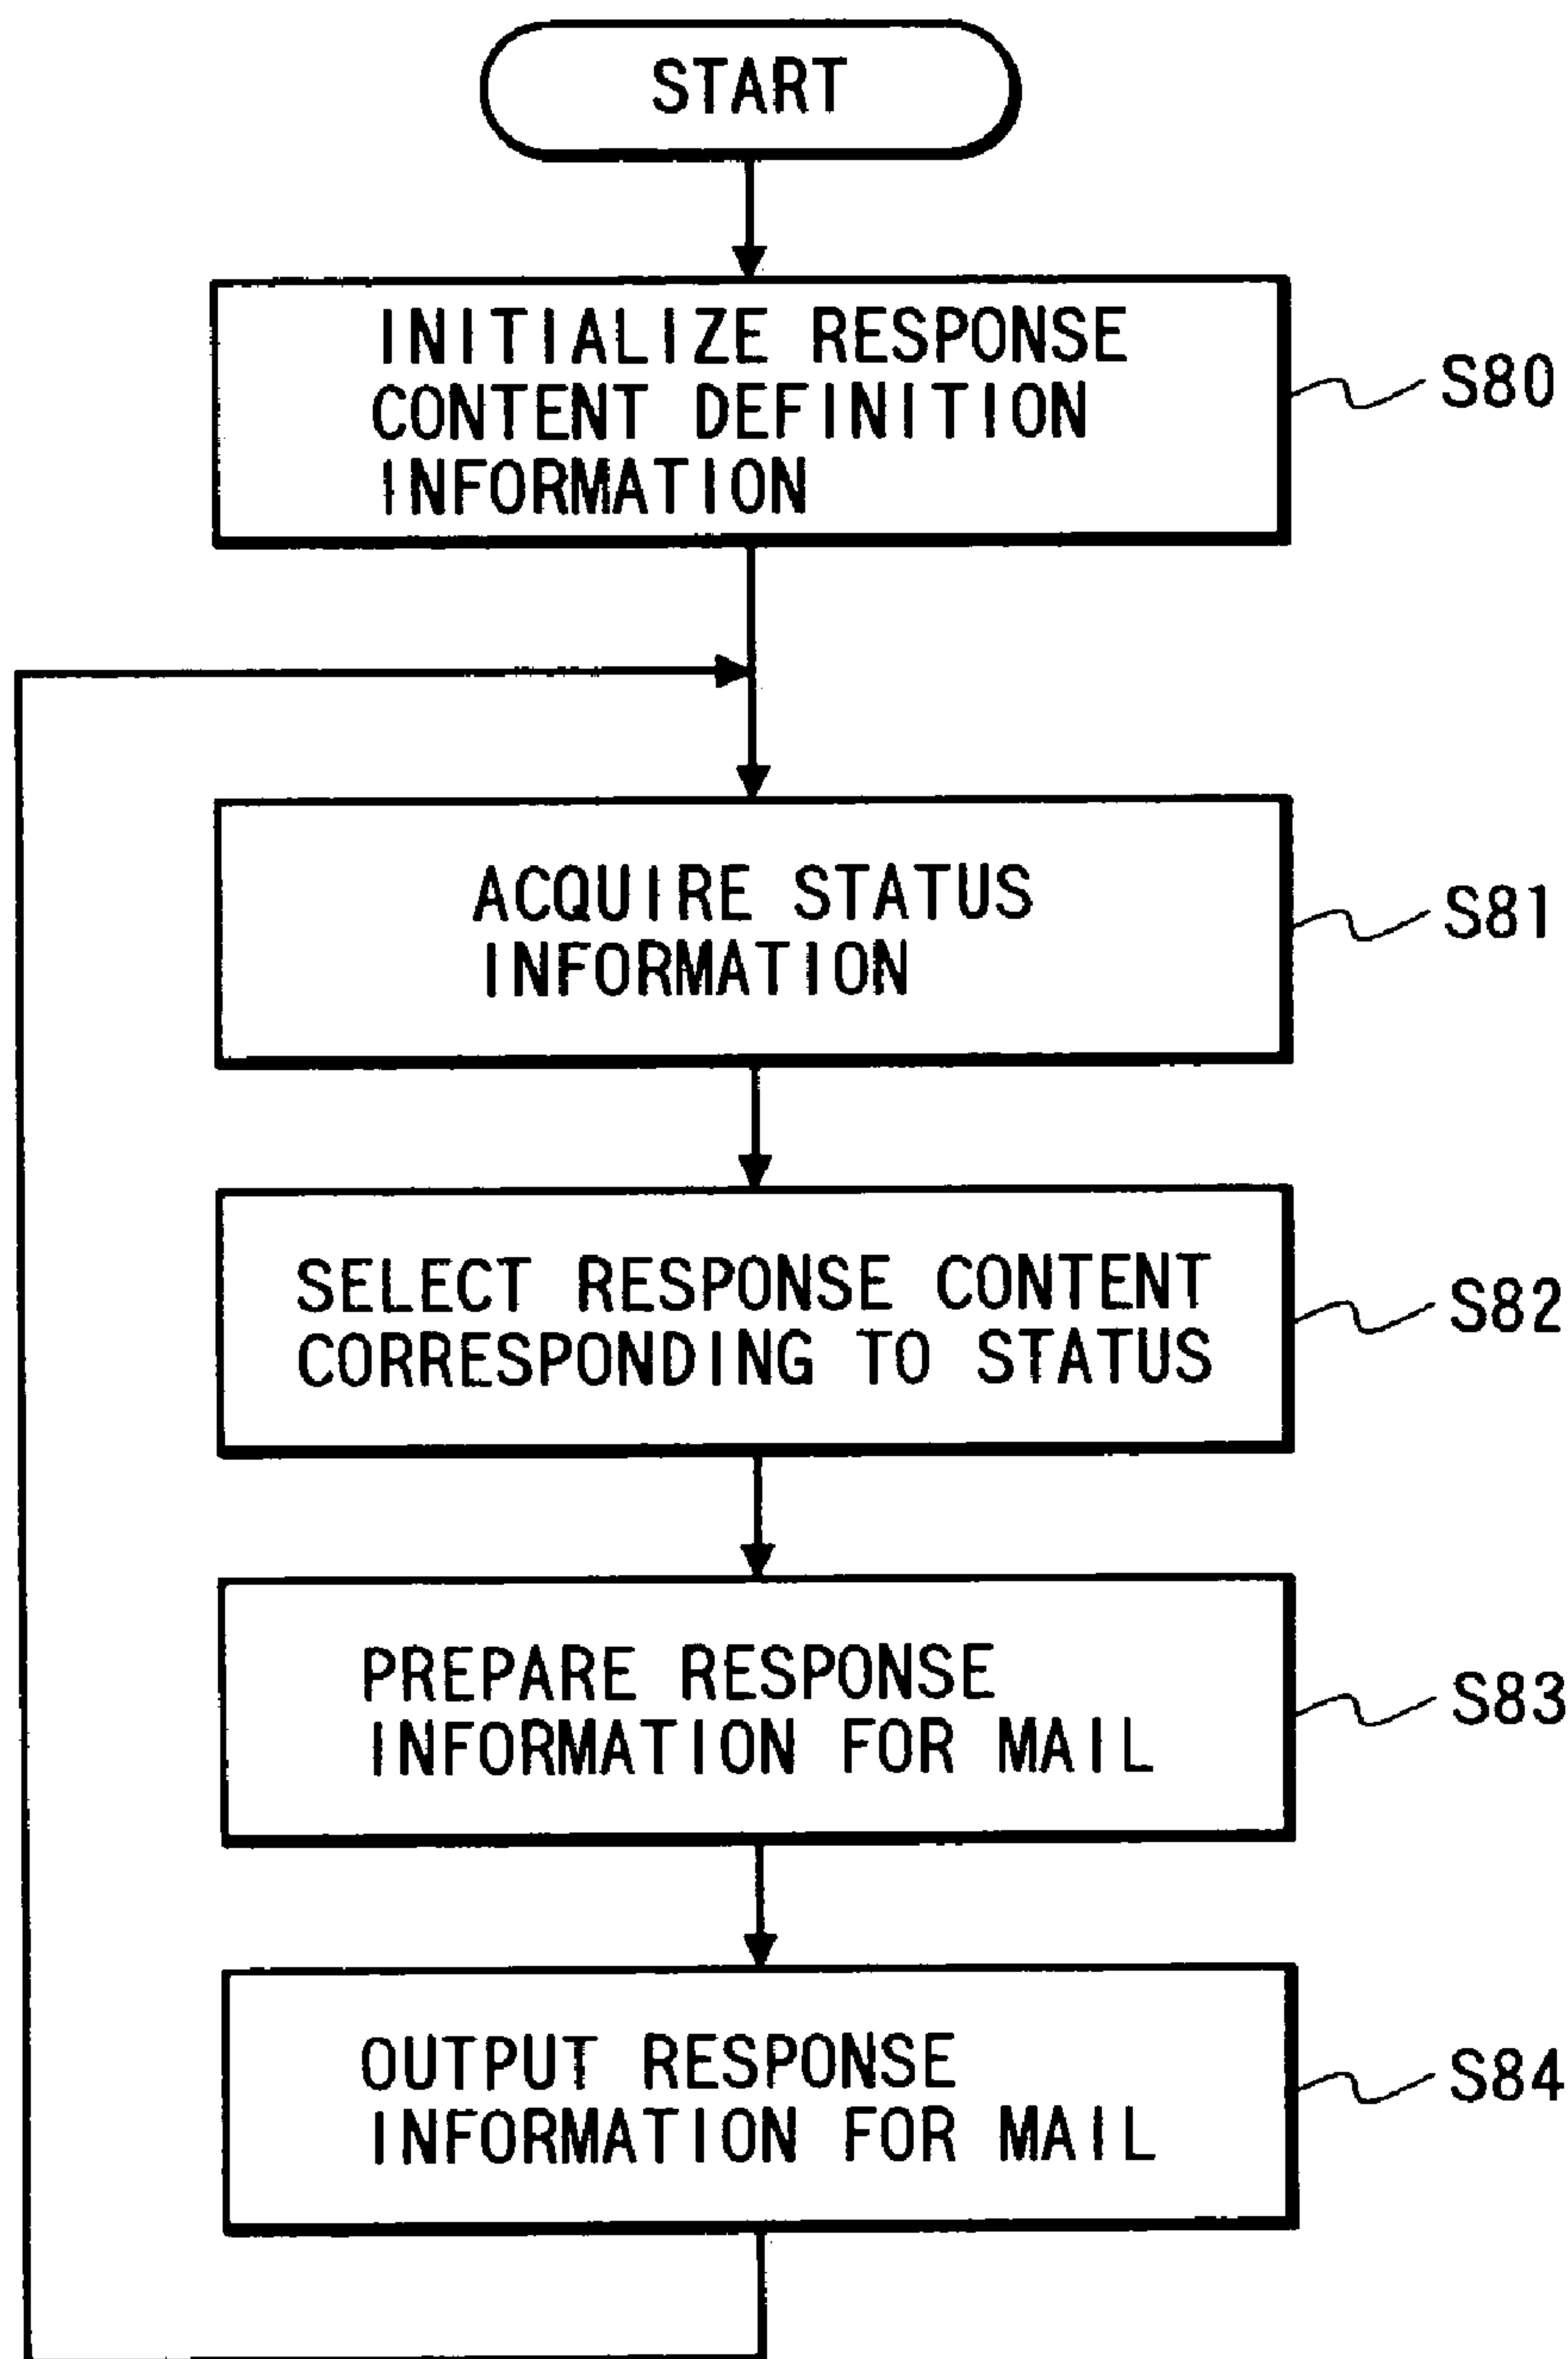 START
INITIALIZE RESPONSE
CONTENT DEFINITION
INFORMATION
S80
ACQUIRE STATUS
INFORMATION
S81
SELECT RESPONSE CONTENT
CORRESPONDING TO STATUS
S82
PREPARE RESPONSE
INFORMATION FOR MAIL
S83
OUTPUT RESPONSE
INFORMATION FOR MAIL
S84